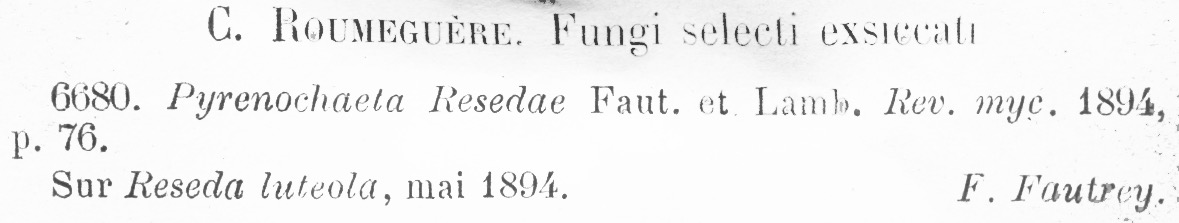 C. ROUMEGUÈRE. Fungi selecti exsiccati
6680. Pyrenochaeta Resedae Faut. et Lamb. Rev. myc. 1894,
p. 76.
Sur Reseda luteola, mai 1894. F. Fautrey.